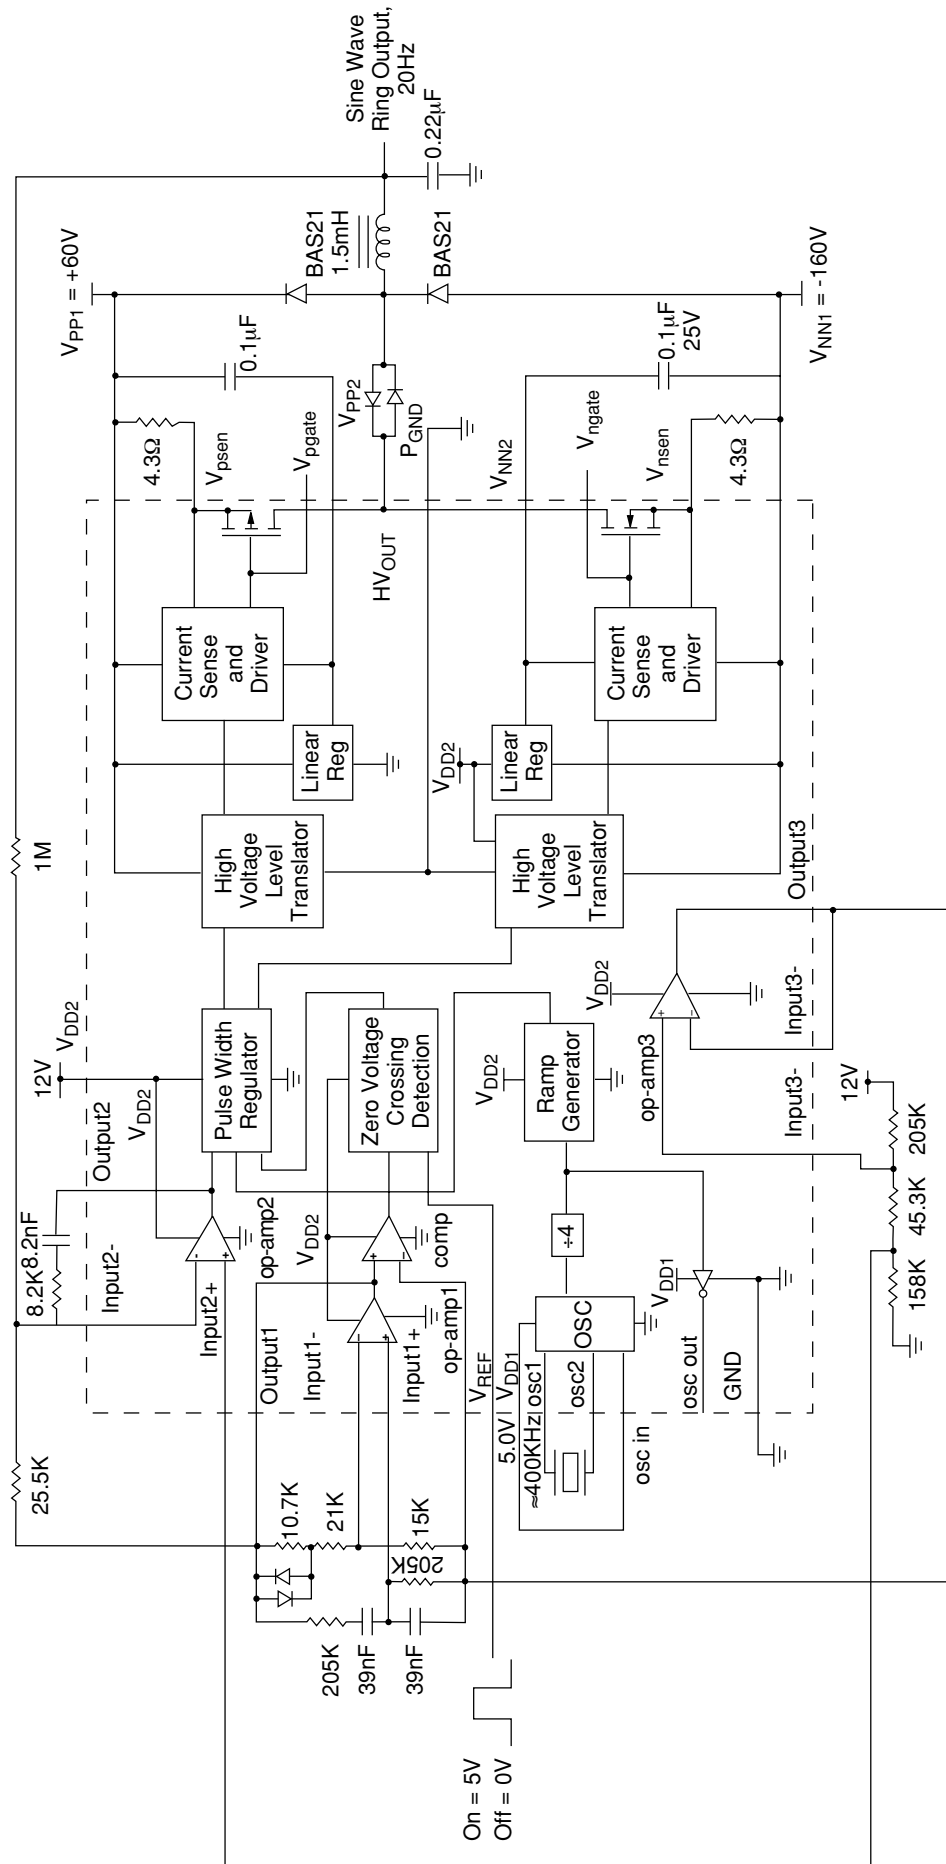 Sine Wave
Ring Output,
20Hz
0.22μF
1M
VPP1 = +60V
BAS21
1.5mH
BAS21
VNN1 = -160V
0.1μF
0.1μF
25V
VPP2
PGND
VNN2
4.3Ω
Vpsen
Vpgate
Vngate
Vnsen
4.3Ω
HVOUT
Current
Sense
and
Driver
Current
Sense
and
Driver
Linear
Reg
VDD2
Linear
Reg
High
Voltage
Level
Translator
High
Voltage
Level
Translator
Output3
12V
VDD2
VDD2
Output2
Pulse Width
Regulator
Zero Voltage
Crossing
Detection
VDD2
Ramp
Generator
VDD2
op-amp3
+
−
Input3-
Input3-
12V
205K
45.3K
158K
8.2nF
8.2K
Input2-
Input2+
-
+
op-amp2
VDD2
+
−
comp
÷4
Output1
Input1-
Input1+
−
+
op-amp1
VREF
VDD1
5.0V
≈400KHz
osc1
osc2
osc in
OSC
VDD1
osc out
GND
25.5K
10.7K
21K
15K
205K
205K
39nF
39nF
On = 5V
Off = 0V